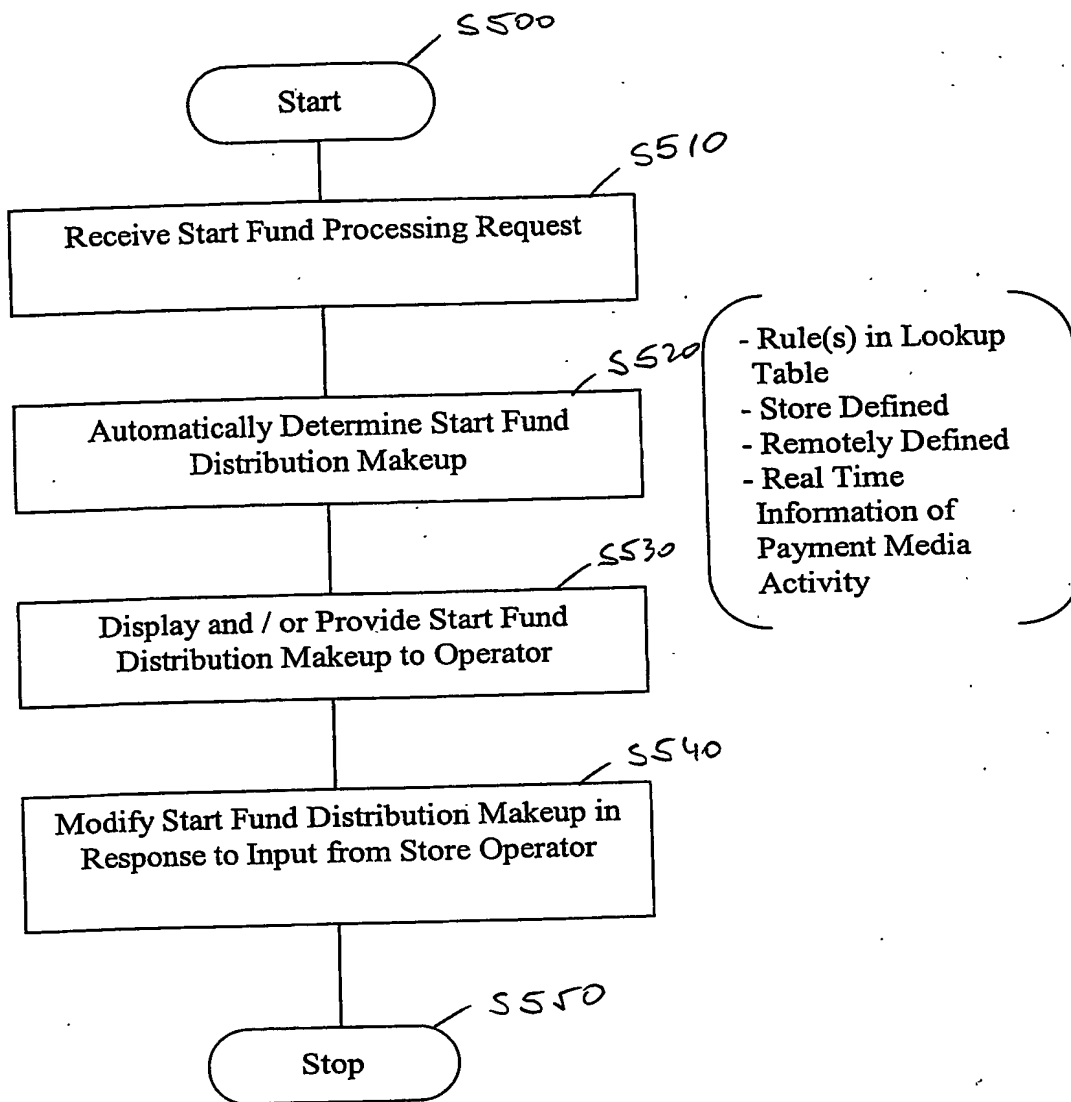 S500
Start
S510
Receive Start Fund Processing Request
S520
Automatically Determine Start Fund
Distribution Makeup
- Rule(s) in Lookup
Table
- Store Defined
- Remotely Defined
- Real Time
Information of
Payment Media
Activity
S530
Display and / or Provide Start Fund
Distribution Makeup to Operator
S540
Modify Start Fund Distribution Makeup in
Response to Input from Store Operator
S550
Stop